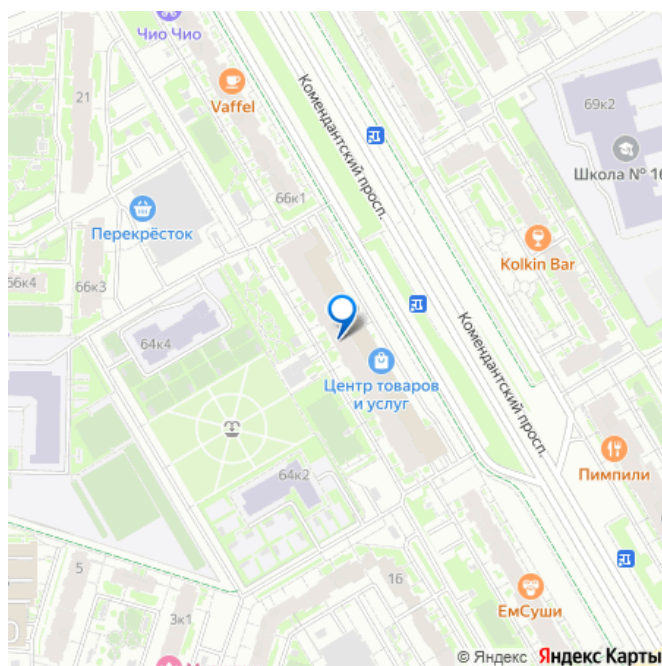 Чио Чио
21
Vaffel
Комендантский просп.
69к2
Школа № 16
66к1
Перекрёсток
Kolkin Bar
66к4
66к3
64к4
Центр товаров
и услуг
Комендантский просп.
Пимпили
64к2
5
16
3к1
ЕмСуши
© Яндекс Яндекс Карты